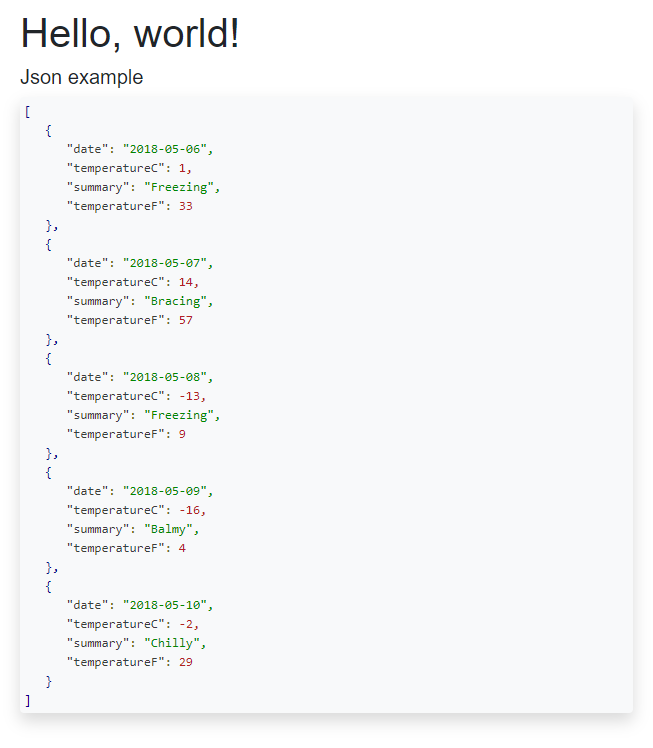 Hello, world!
Json example
[
   {
      "date": "2018-05-06",
      "temperatureC": 1,
      "summary": "Freezing",
      "temperatureF": 33
   },
   {
      "date": "2018-05-07",
      "temperatureC": 14,
      "summary": "Bracing",
      "temperatureF": 57
   },
   {
      "date": "2018-05-08",
      "temperatureC": -13,
      "summary": "Freezing",
      "temperatureF": 9
   },
   {
      "date": "2018-05-09",
      "temperatureC": -16,
      "summary": "Balmy",
      "temperatureF": 4
   },
   {
      "date": "2018-05-10",
      "temperatureC": -2,
      "summary": "Chilly",
      "temperatureF": 29
   }
]